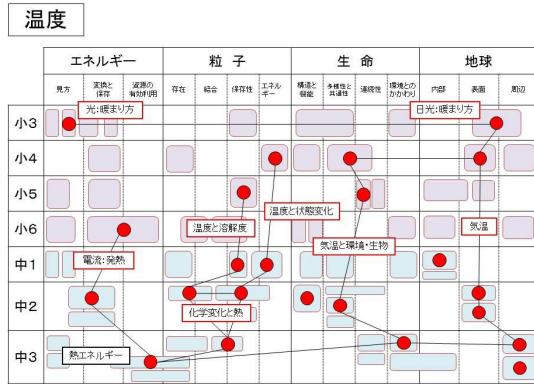 温度
エネルギー 粒子 生命 地球
見方 変換と保存 資源の有効利用 存在 結合 保存性 エネルギー 構造と機能 多様性と共通性 連続性 環境とのかかわり 内部 表面 周辺
小3
光:暖まり方
日光:暖まり方
小4
小5
温度と状態変化
小6
温度と溶解度
気温
気温と環境・生物
中1
電流:発熱
中2
化学変化と熱
中3
熱エネルギー